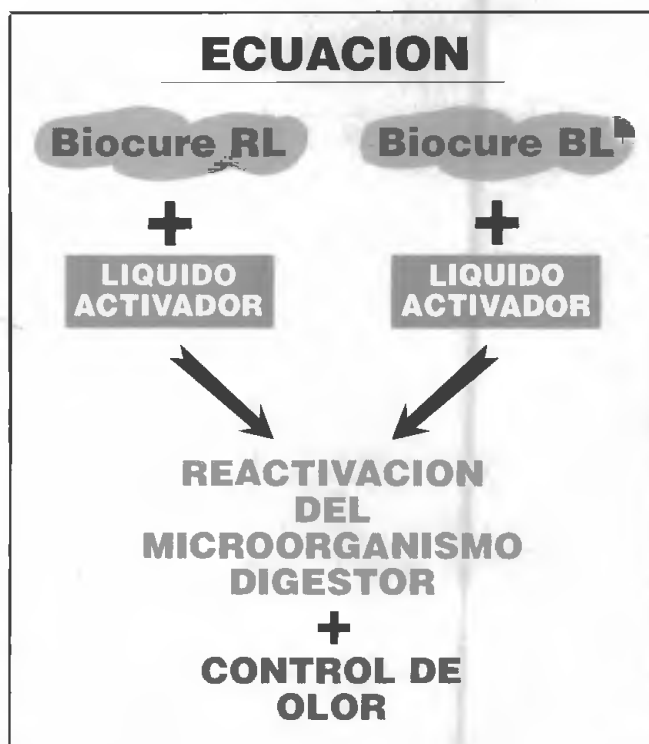 ECUACION
Biocure RL
Biocure BL
+
+
LIQUIDO
ACTIVADOR
LIQUIDO
ACTIVADOR
REACTIVACION
DEL
MICROORGANISMO
DIGESTOR
+
CONTROL DE
OLOR